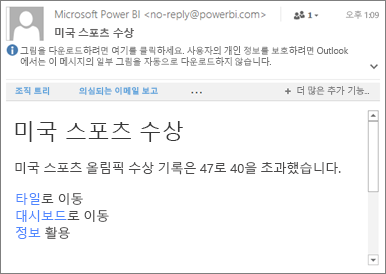 Microsoft Power BI <no-reply@powerbi.com>
1
오후 1:09
미국 스포츠 수상
그림을 다운로드하려면 여기를 클릭하세요. 사용자의 개인 정보를 보호하려면 Outlook
에서는 이 메시지의 일부 그림을 자동으로 다운로드하지 않습니다.
조직 트리 의심되는 이메일 보고 ... + 더 많은 추가 기능..
미국 스포츠 수상
미국 스포츠 올림픽 수상 기록은 47로 40을 초과했습니다.
타일로 이동
대시보드로 이동
정보 활용